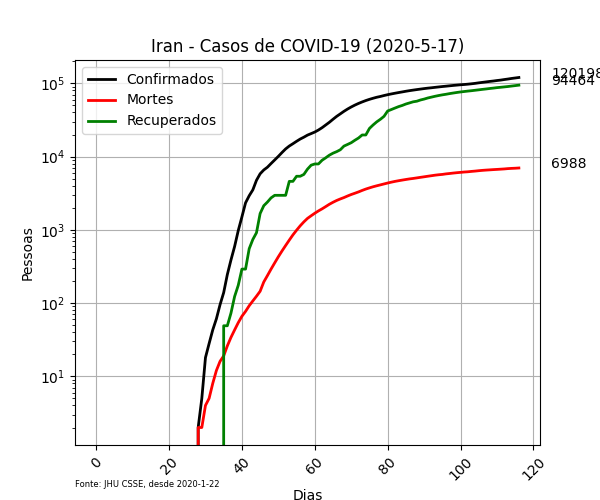 Iran - Casos de COVID-19 (2020-5-17)
Confirmados
Mortes
Recuperados
120198
94464
6988
10^5
10^4
10^3
10^2
10^1
Pessoas
0 20 40 60 80 100 120
Fonte: JHU CSSE, desde 2020-1-22
Dias